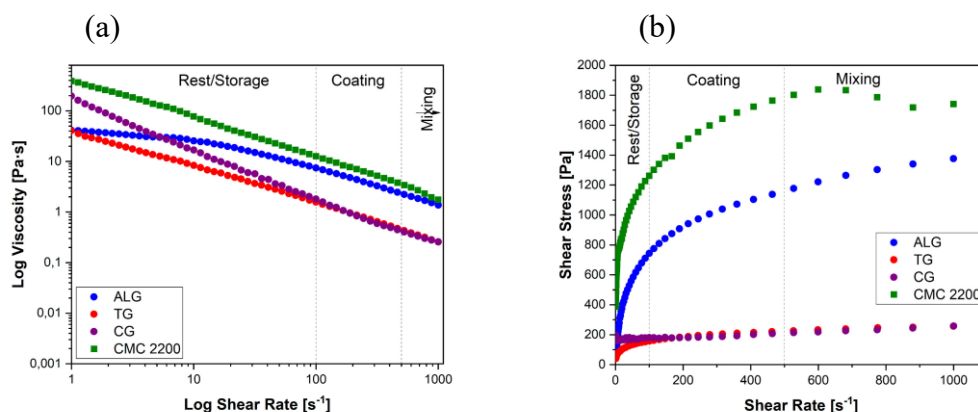 (a)
(b)
Rest/Storage
Coating
Mixing
Log Viscosity [Pa·s]
100
10
1
0,1
0,01
0,001
ALG
TG
CG
CMC 2200
1
10
100
1000
Log Shear Rate [s⁻¹]
Rest/Storage
Coating
Mixing
Shear Stress [Pa]
2000
1800
1600
1400
1200
1000
800
600
400
200
0
ALG
TG
CG
CMC 2200
0
200
400
600
800
1000
Shear Rate [s⁻¹]